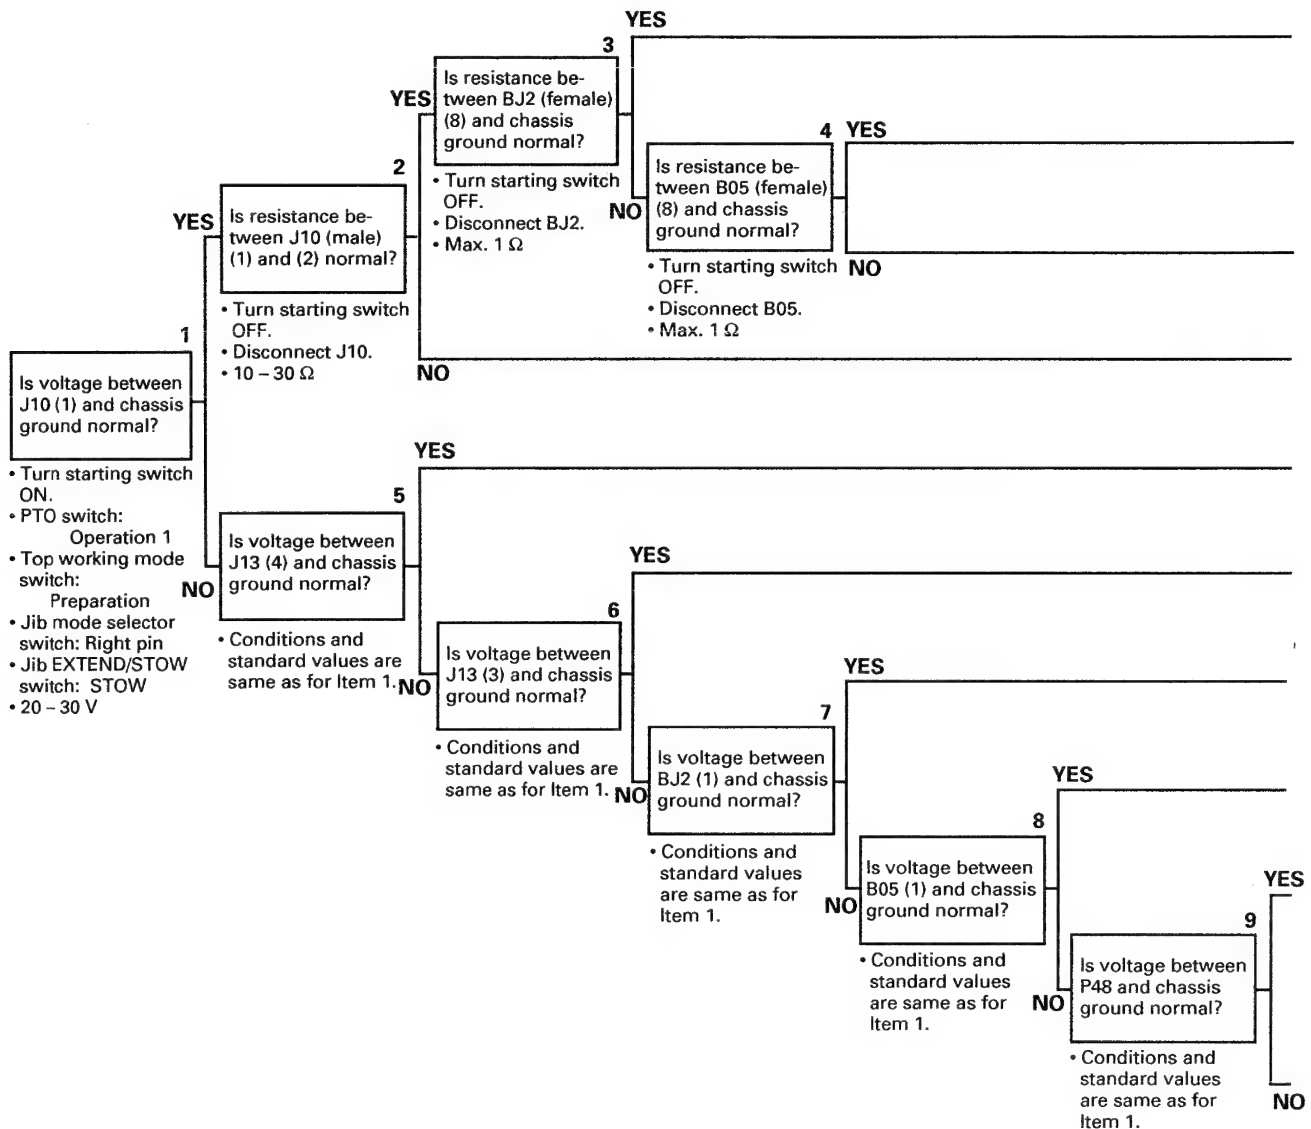 YES
3
Is resistance be-
tween BJ2 (female)
(8) and chassis
ground normal?
YES
• Turn starting switch
OFF.
• Disconnect BJ2.
• Max. 1 Ω
4
YES
Is resistance be-
tween B05 (female)
(8) and chassis
ground normal?
NO
• Turn starting switch
OFF.
• Disconnect B05.
• Max. 1 Ω
NO
2
YES
Is resistance be-
tween J10 (male)
(1) and (2) normal?
• Turn starting switch
OFF.
• Disconnect J10.
• 10 – 30 Ω
NO
1
Is voltage between
J10 (1) and chassis
ground normal?
• Turn starting switch
ON.
• PTO switch:
Operation 1
• Top working mode
switch:
Preparation
• Jib mode selector
switch: Right pin
• Jib EXTEND/STOW
switch: STOW
• 20 – 30 V
NO
5
YES
Is voltage between
J13 (4) and chassis
ground normal?
• Conditions and
standard values are
same as for Item 1.
NO
6
YES
Is voltage between
J13 (3) and chassis
ground normal?
• Conditions and
standard values are
same as for Item 1.
NO
7
YES
Is voltage between
BJ2 (1) and chassis
ground normal?
• Conditions and
standard values
are same as for
Item 1.
NO
8
YES
Is voltage between
B05 (1) and chassis
ground normal?
• Conditions and
standard values
are same as for
Item 1.
NO
9
YES
Is voltage between
P48 and chassis
ground normal?
• Conditions and
standard values
are same as for
Item 1.
NO